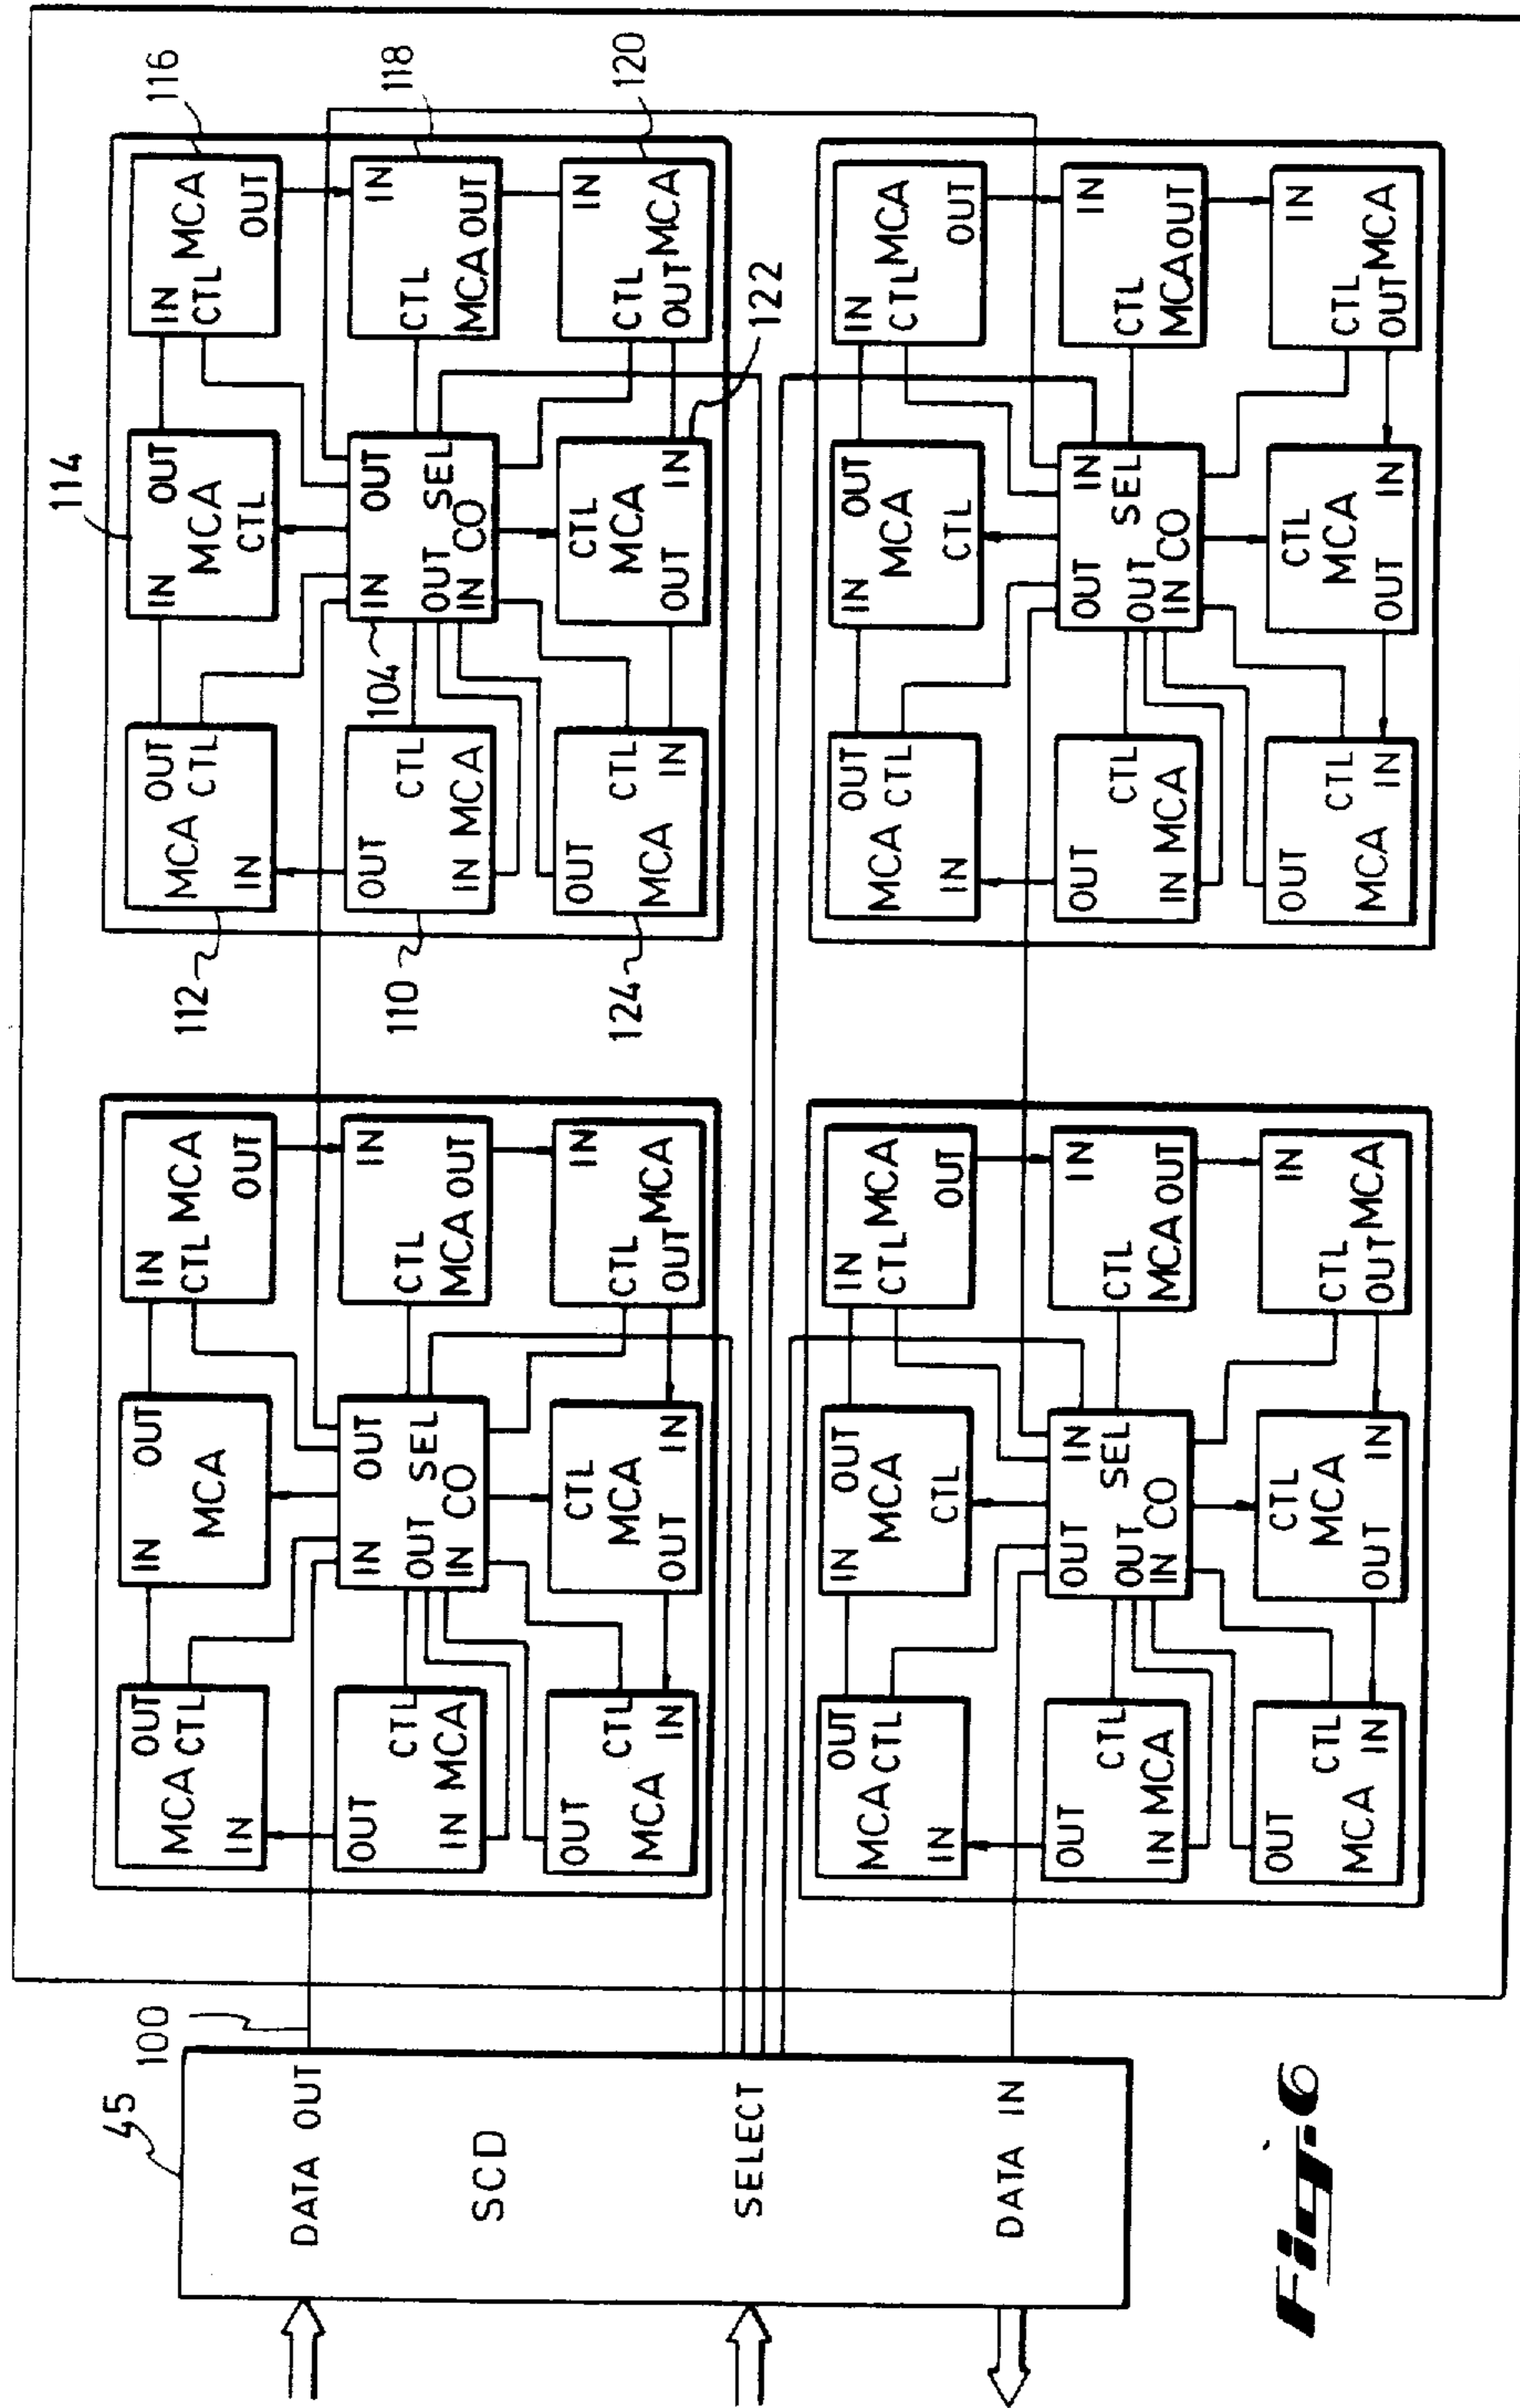 45
100
DATA OUT
SCD
SELECT
DATA IN
OUT
MCA CTL
IN
IN OUT
MCA
IN
CTL MCA
OUT
OUT
CTL
IN MCA
IN OUT
OUT SEL
IN CO
IN
CTL
MCA OUT
OUT
CTL
MCA IN
CTL
MCA
OUT IN
IN
CTL
OUT MCA
112
114
116
OUT
MCA CTL
IN
IN OUT
MCA
CTL
IN
CTL MCA
OUT
110
104
118
OUT
CTL
IN MCA
IN OUT
OUT SEL
IN CO
IN
CTL
MCA OUT
124
122
120
OUT
CTL
MCA IN
CTL
MCA
OUT IN
IN
CTL
OUT MCA
OUT
MCA CTL
IN
IN OUT
MCA
CTL
IN
CTL MCA
OUT
OUT
CTL
IN MCA
OUT IN
OUT SEL
IN CO
IN
CTL
MCA OUT
OUT
CTL
MCA IN
CTL
MCA
OUT IN
IN
CTL
OUT MCA
OUT
MCA CTL
IN
IN OUT
MCA
CTL
IN
CTL MCA
OUT
OUT
CTL
IN MCA
OUT IN
OUT SEL
IN CO
IN
CTL
MCA OUT
OUT
CTL
MCA IN
CTL
MCA
OUT IN
IN
CTL
OUT MCA
Fig. 6